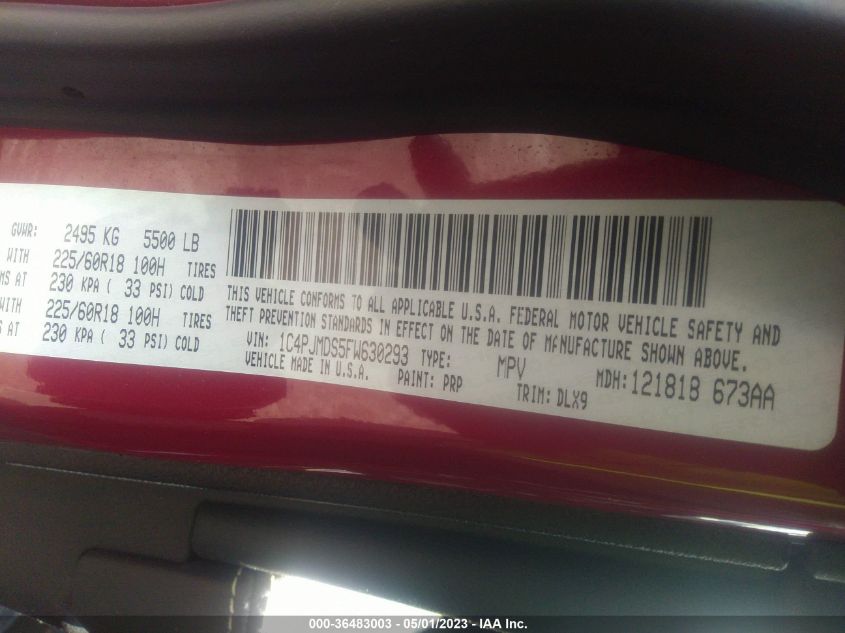 GVWR: 2495 KG 5500 LB
WITH 225/60R18 100H TIRES
MS AT 230 KPA ( 33 PSI) COLD
WITH 225/60R18 100H TIRES
S AT 230 KPA ( 33 PSI) COLD
THIS VEHICLE CONFORMS TO ALL APPLICABLE U.S.A. FEDERAL MOTOR VEHICLE SAFETY AND
THEFT PREVENTION STANDARDS IN EFFECT ON THE DATE OF MANUFACTURE SHOWN ABOVE.
VIN: 1C4PJMDS5FW630293 TYPE: MPV MDH: 121818 673AA
VEHICLE MADE IN U.S.A. PAINT: PRP TRIM: DLX9
000-36483003 - 05/01/2023 - IAA Inc.